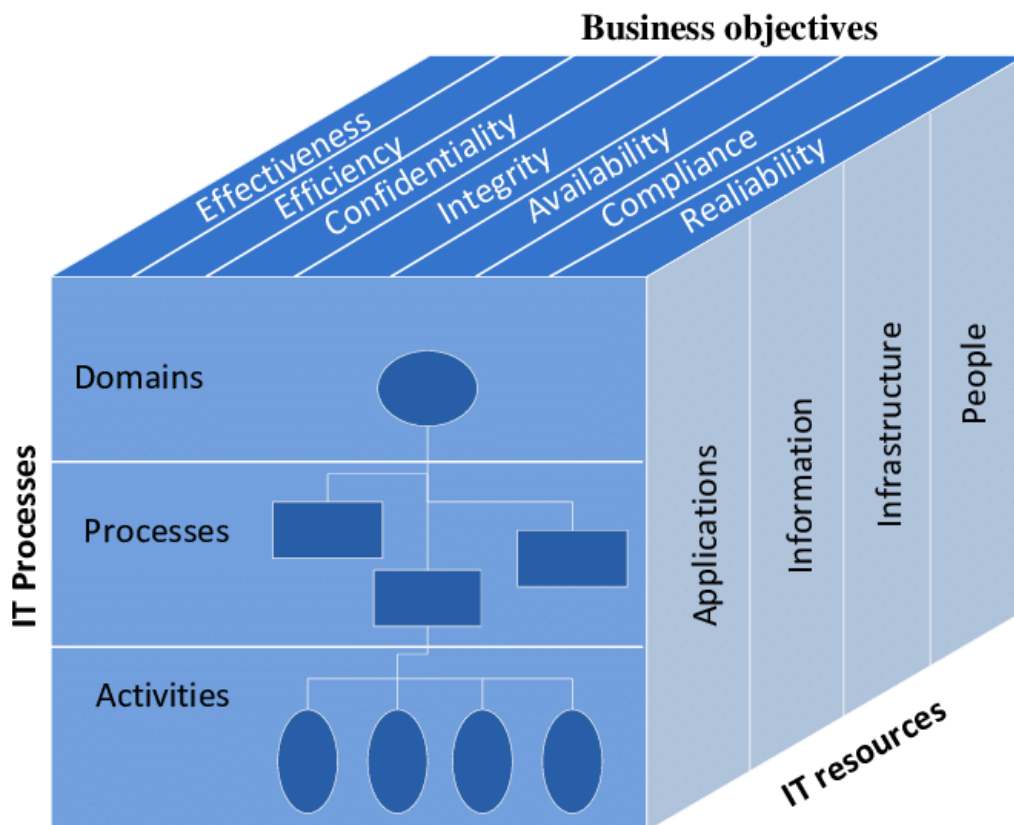 Business objectives
Effectiveness
Efficiency
Confidentiality
Integrity
Availability
Compliance
Realiability
IT Processes
Domains
Processes
Activities
Applications
Information
Infrastructure
People
IT resources